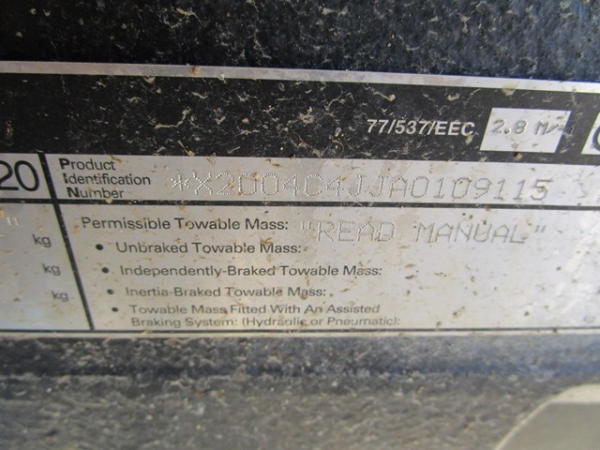 77/537/EEC 2.8 M⁻¹
20
Product
Identification
Number *X2D0404JJA0109115
Permissible Towable Mass: "READ MANUAL"
kg • Unbraked Towable Mass:
kg • Independently-Braked Towable Mass:
kg • Inertia-Braked Towable Mass:
• Towable Mass Fitted With An Assisted
Braking System: (Hydraulic or Pneumatic):